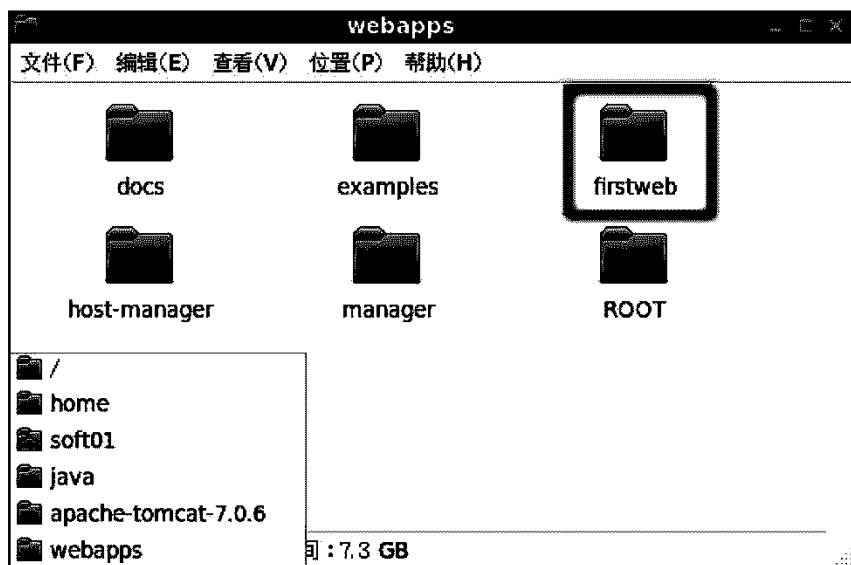 webapps
文件(F) 编辑(E) 查看(V) 位置(P) 帮助(H)
docs examples firstweb
host-manager manager ROOT
/
home
soft01
java
apache-tomcat-7.0.6
webapps 间:7.3 GB